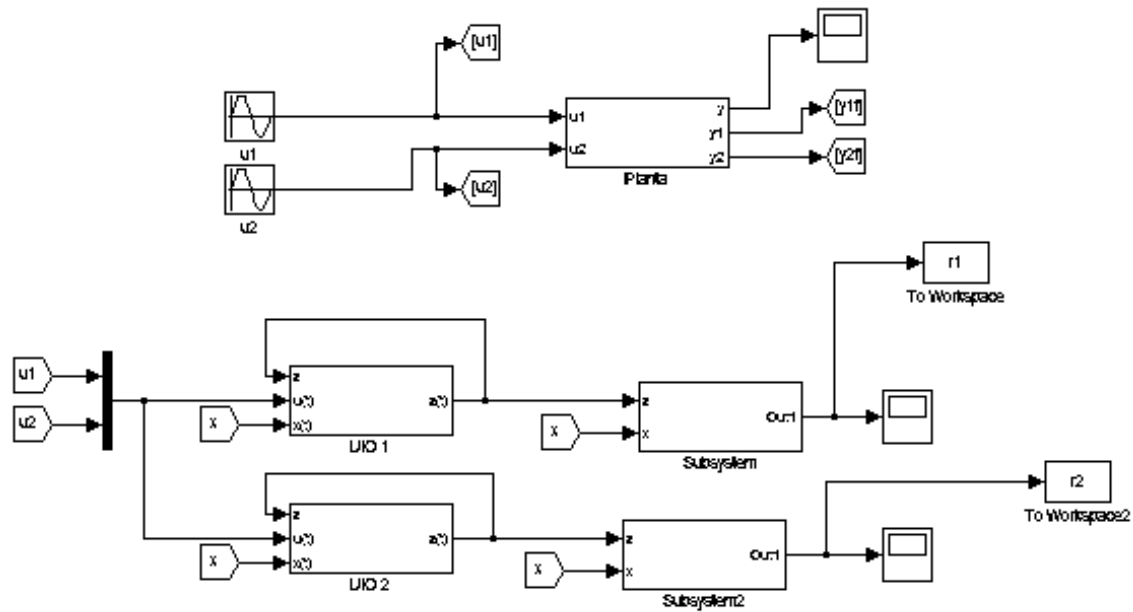 [u1]
u1
u2
u1
u2
y
y1
y2
Planta
[y1f]
[y2f]
[u2]
r1
To Workspace
u1
u2
z
u(t)
x(t)
z(t)
UIO 1
x
z
x
Out1
Subsystem
x
r2
To Workspace2
z
u(t)
x(t)
z(t)
UIO 2
x
z
x
Out1
Subsystem2
x